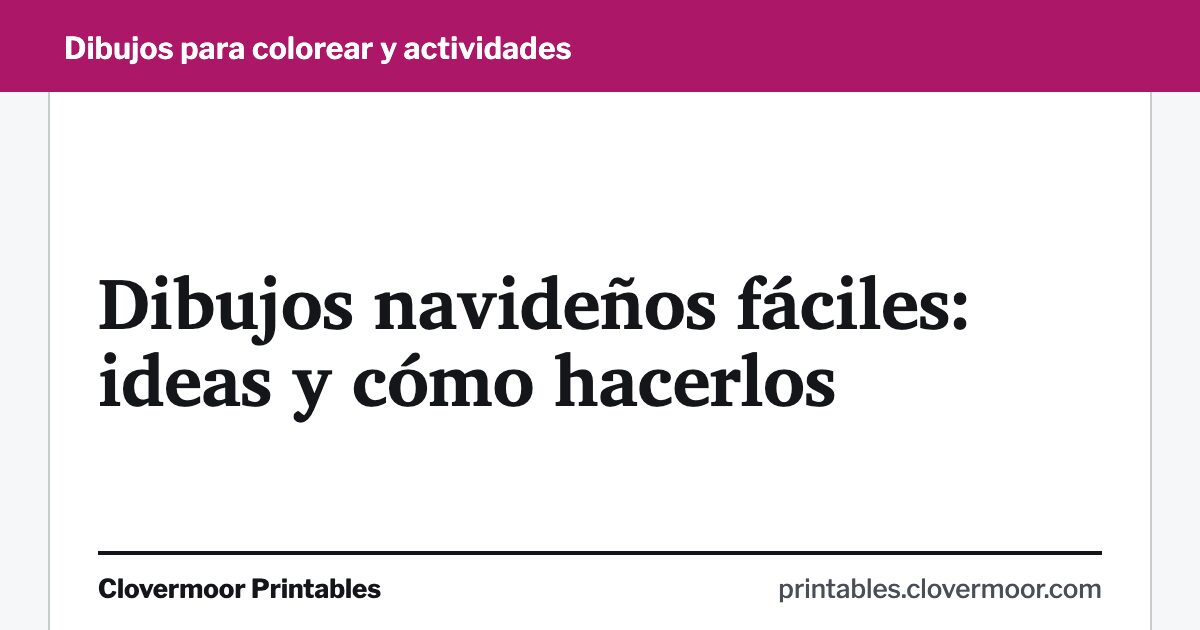 Dibujos para colorear y actividades
Dibujos navideños fáciles:
ideas y cómo hacerlos
Clovermoor Printables
printables.clovermoor.com